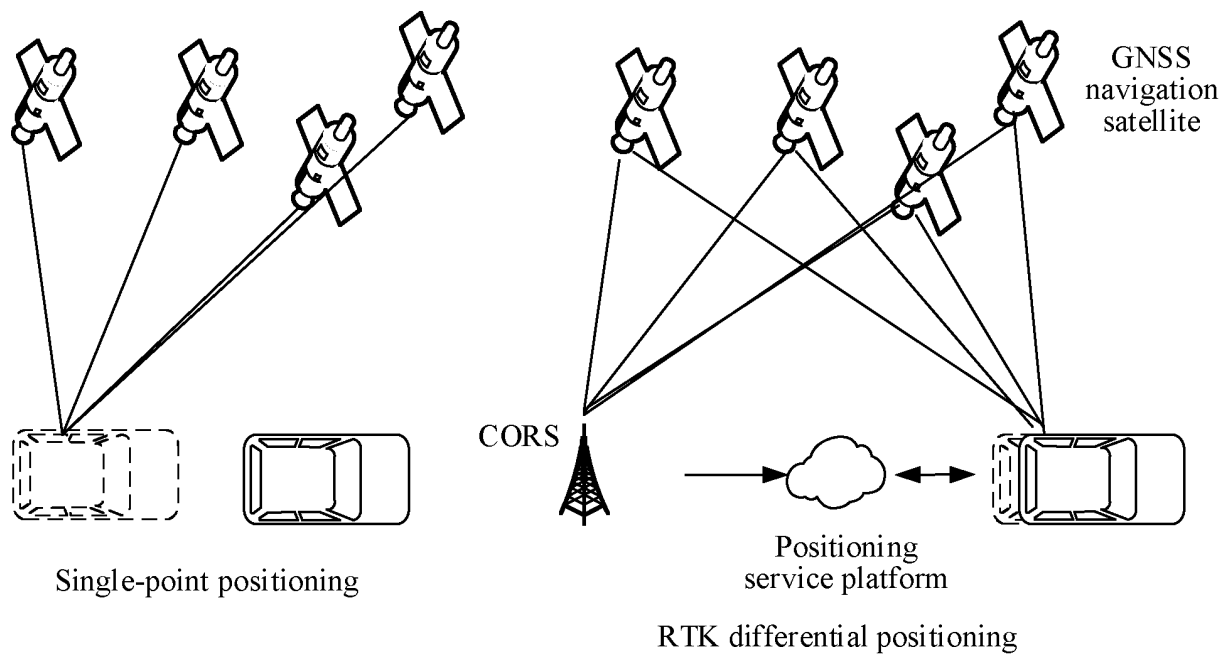 GNSS
navigation
satellite
CORS
Single-point positioning
Positioning
service platform
RTK differential positioning